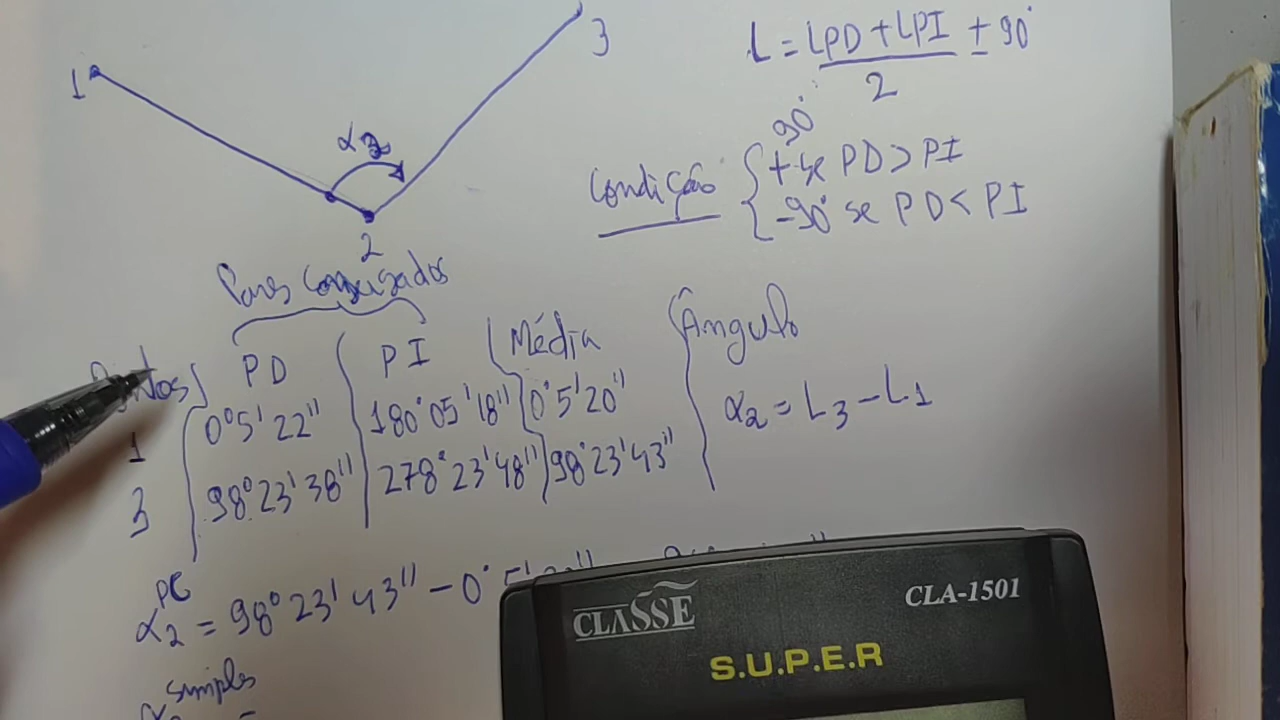 1
3
α2
2
L = LPD + LPI ± 90°
2
Condição { 90° + se PD > PI
-90° se PD < PI
Pares Conjugados
PD PI Média Ângulo
1 0°5'22" 180°05'18" 0°5'20" α2 = L3 - L1
3 98°23'38" 278°23'48" 98°23'43"
α2 PC = 98°23'43" - 0°5'
simples
CLASSE CLA-1501
S.U.P.E.R